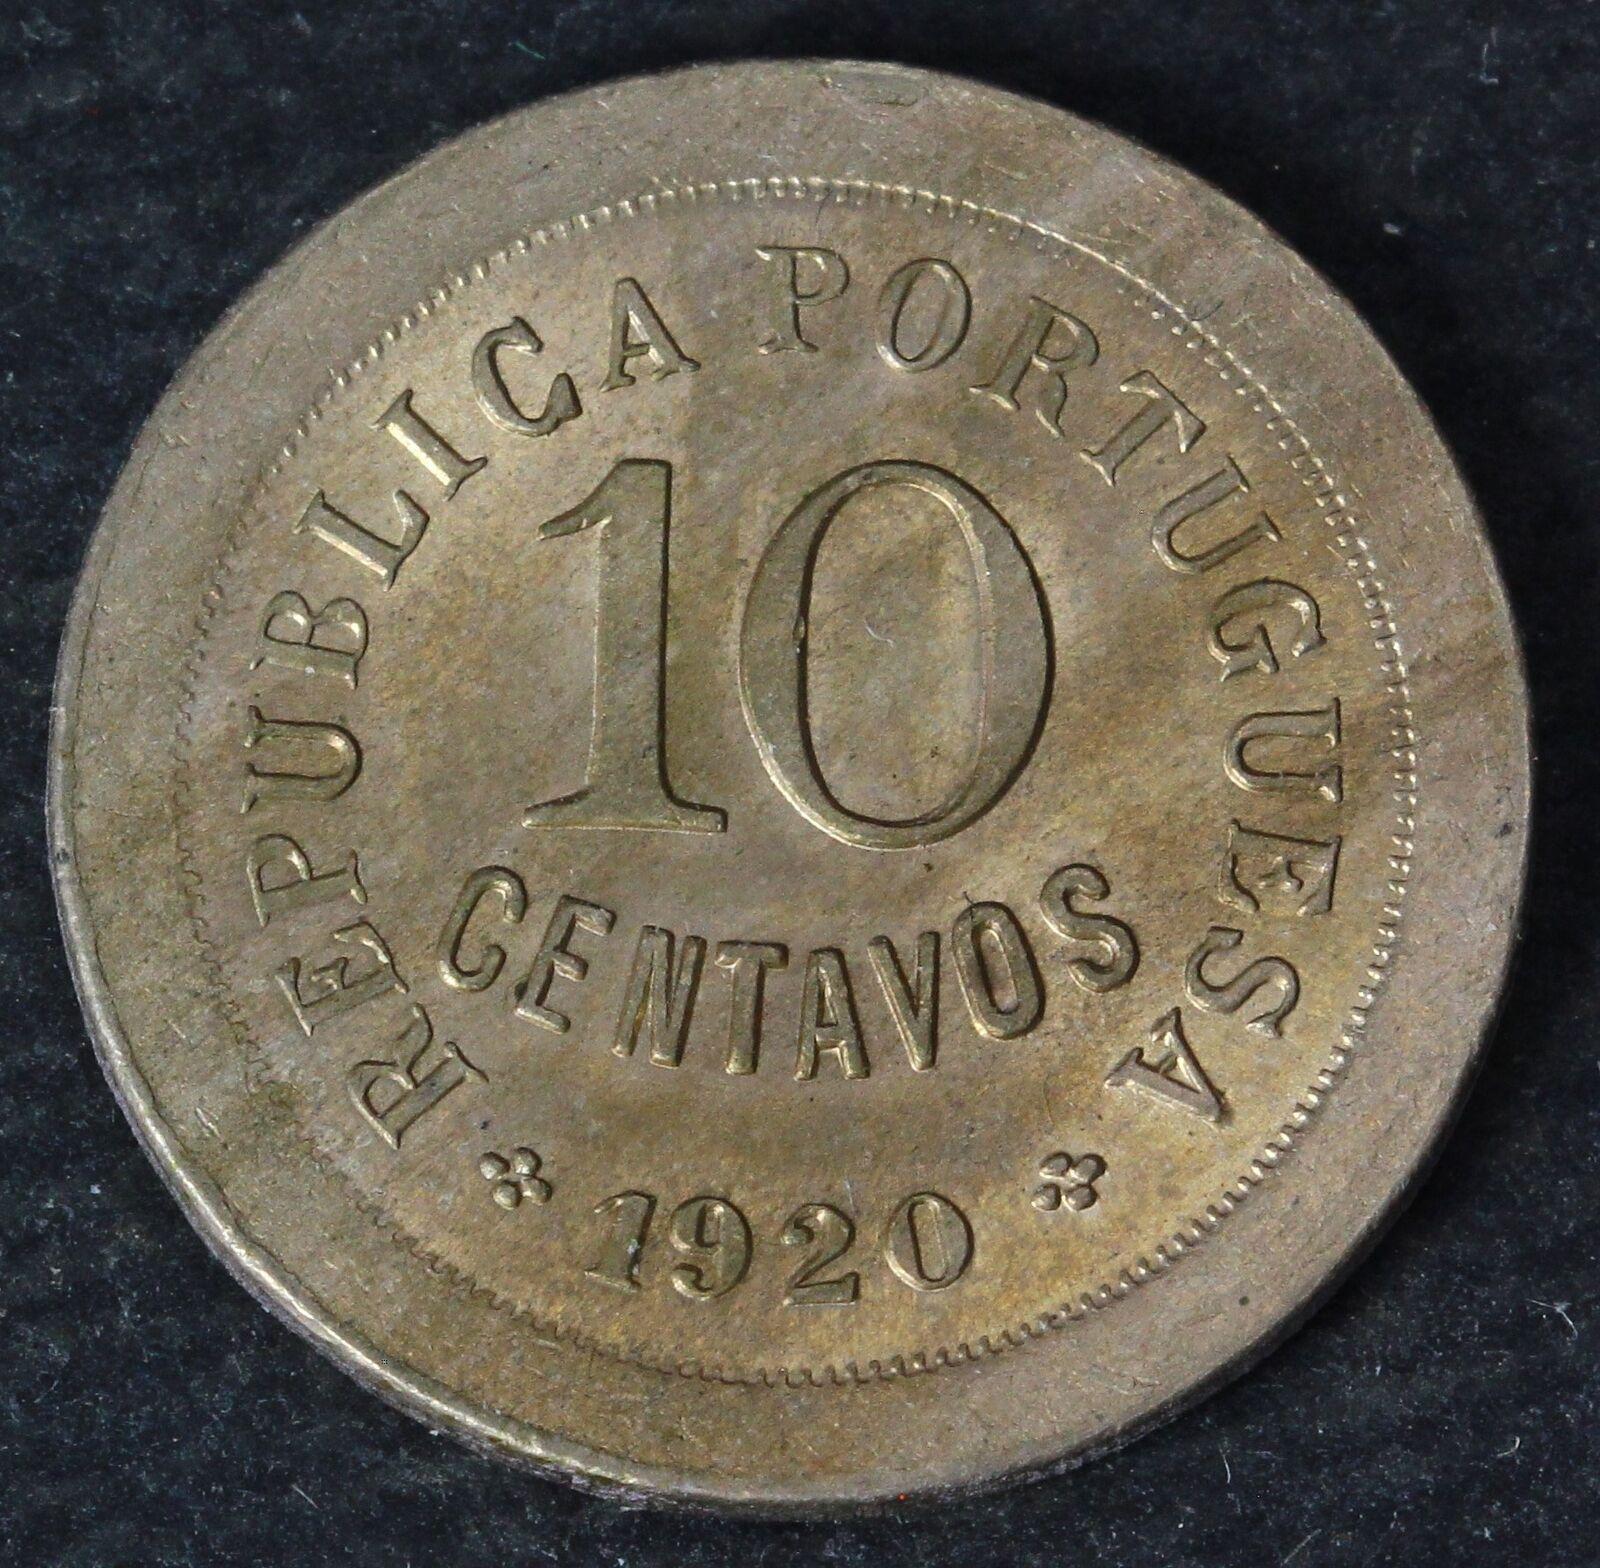 REPUBLICA PORTUGUESA
10
CENTAVOS
1920